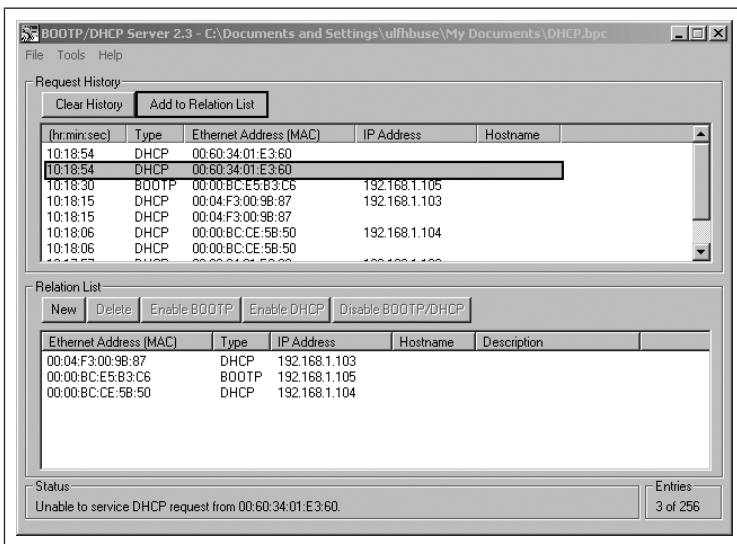 BOOTP/DHCP Server 2.3 - C:\Documents and Settings\ulfhbuse\My Documents\DHCP.bpc
File Tools Help
Request History
Clear History Add to Relation List
(hr:min:sec) Type Ethernet Address (MAC) IP Address Hostname
10:18:54 DHCP 00:60:34:01:E3:60
10:18:54 DHCP 00:60:34:01:E3:60
10:18:30 BOOTP 00:00:BC:E5:B3:C6 192.168.1.105
10:18:15 DHCP 00:04:F3:00:9B:87 192.168.1.103
10:18:15 DHCP 00:04:F3:00:9B:87
10:18:06 DHCP 00:00:BC:CE:5B:50 192.168.1.104
10:18:06 DHCP 00:00:BC:CE:5B:50
Relation List
New Delete Enable BOOTP Enable DHCP Disable BOOTP/DHCP
Ethernet Address (MAC) Type IP Address Hostname Description
00:04:F3:00:9B:87 DHCP 192.168.1.103
00:00:BC:E5:B3:C6 BOOTP 192.168.1.105
00:00:BC:CE:5B:50 DHCP 192.168.1.104
Status
Unable to service DHCP request from 00:60:34:01:E3:60.
Entries
3 of 256